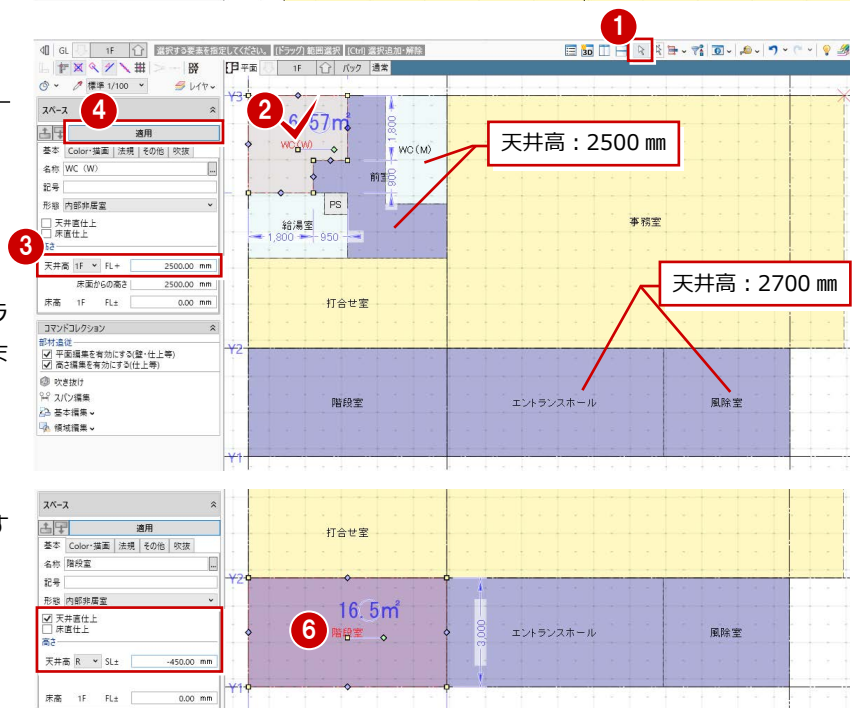 1
GL 1F 選択する要素を指定してください。 [ドラッグ] 範囲選択 [Ctrl] 選択追加・解除
3D
標準 1/100 レイヤ
平面 1F バック 通常
スペース
4
適用
基本 Color・描画 法規 その他 吹抜
名称 WC（W） ...
記号
形態 内部非居室
天井直仕上
床直仕上
3
高さ
天井高 1F FL+ 2500.00 mm
床面からの高さ 2500.00 mm
床高 1F FL± 0.00 mm
コマンドコレクション
部材追従
平面編集を有効にする(壁・仕上等)
高さ編集を有効にする(仕上等)
吹き抜け
スパン編集
基本編集
領域編集
Y3
2
6.57㎡
WC(W)
1,800
WC(M)
前室
900
PS
給湯室
1,800
950
天井高：2500 ㎜
事務室
天井高：2700 ㎜
打合せ室
Y2
階段室
エントランスホール
風除室
Y1
ラ
ま
す
スペース
適用
基本 Color・描画 法規 その他 吹抜
名称 階段室 ...
記号
形態 内部非居室
天井直仕上
床直仕上
高さ
天井高 R SL± -450.00 mm
床高 1F FL± 0.00 mm
打合せ室
Y2
16.5㎡
6
階段室
3,000
エントランスホール
風除室
Y1